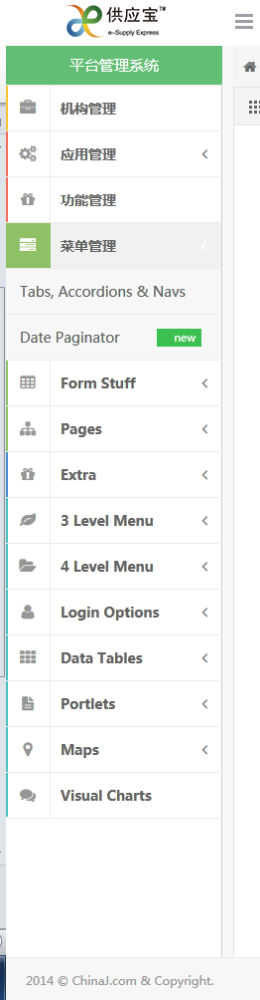 供应宝™
e-Supply Express
平台管理系统
机构管理
应用管理
功能管理
菜单管理
Tabs, Accordions & Navs
Date Paginator new
Form Stuff
Pages
Extra
3 Level Menu
4 Level Menu
Login Options
Data Tables
Portlets
Maps
Visual Charts
2014 © ChinaJ.com & Copyright.